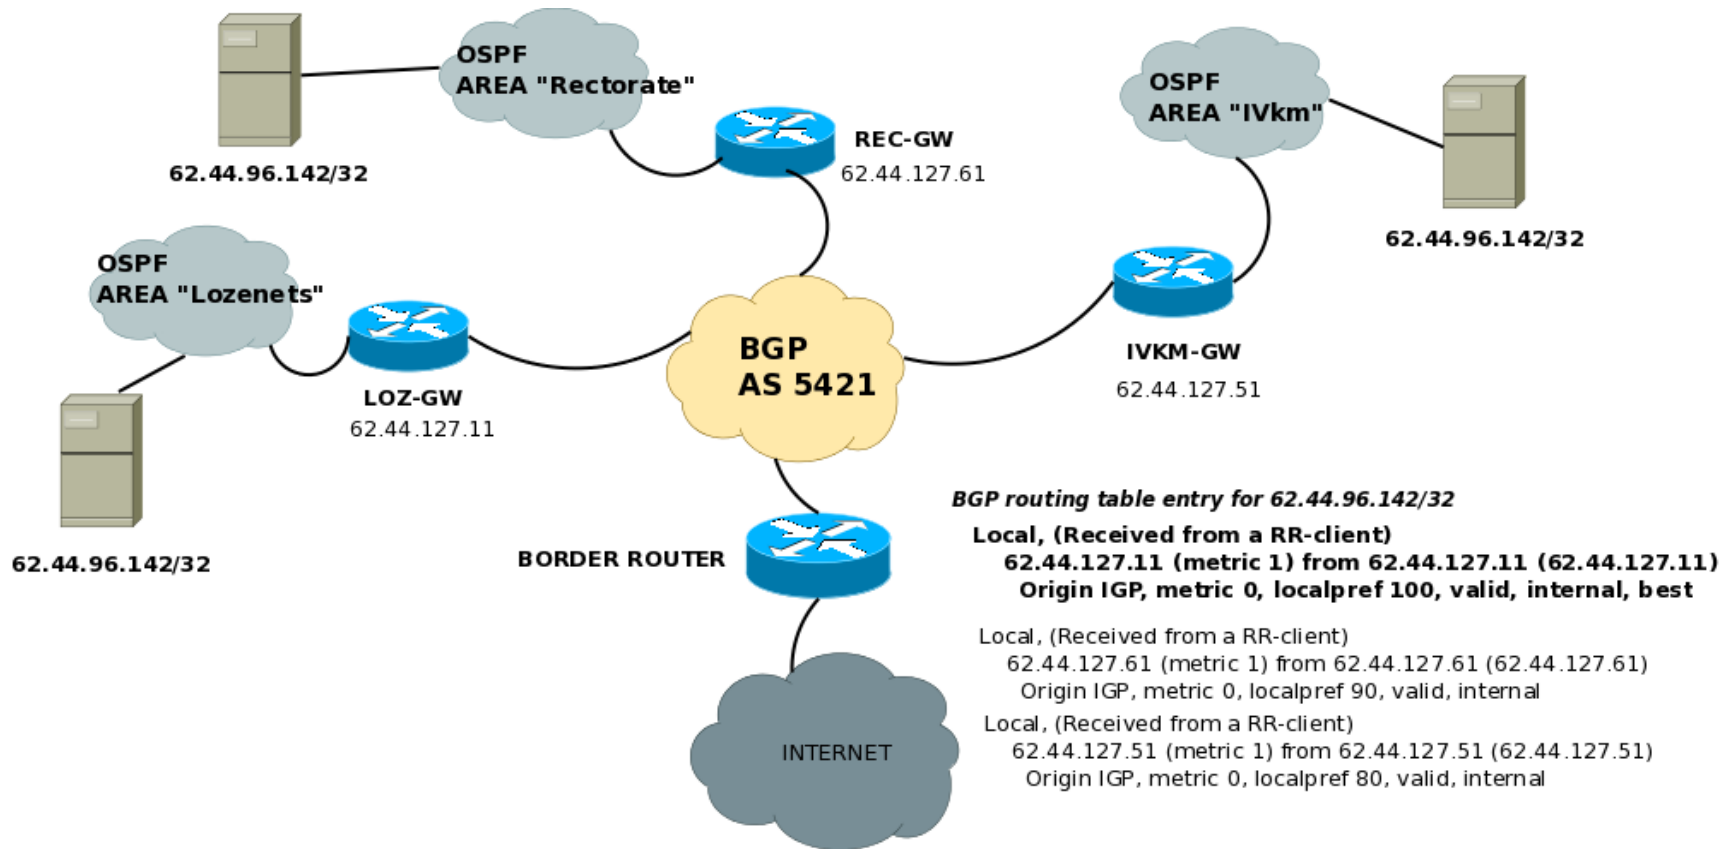 OSPF
AREA "Rectorate"
62.44.96.142/32
REC-GW
62.44.127.61
OSPF
AREA "IVkm"
62.44.96.142/32
OSPF
AREA "Lozenets"
LOZ-GW
62.44.127.11
62.44.96.142/32
BGP
AS 5421
IVKM-GW
62.44.127.51
BORDER ROUTER
INTERNET
BGP routing table entry for 62.44.96.142/32
Local, (Received from a RR-client)
62.44.127.11 (metric 1) from 62.44.127.11 (62.44.127.11)
Origin IGP, metric 0, localpref 100, valid, internal, best
Local, (Received from a RR-client)
62.44.127.61 (metric 1) from 62.44.127.61 (62.44.127.61)
Origin IGP, metric 0, localpref 90, valid, internal
Local, (Received from a RR-client)
62.44.127.51 (metric 1) from 62.44.127.51 (62.44.127.51)
Origin IGP, metric 0, localpref 80, valid, internal